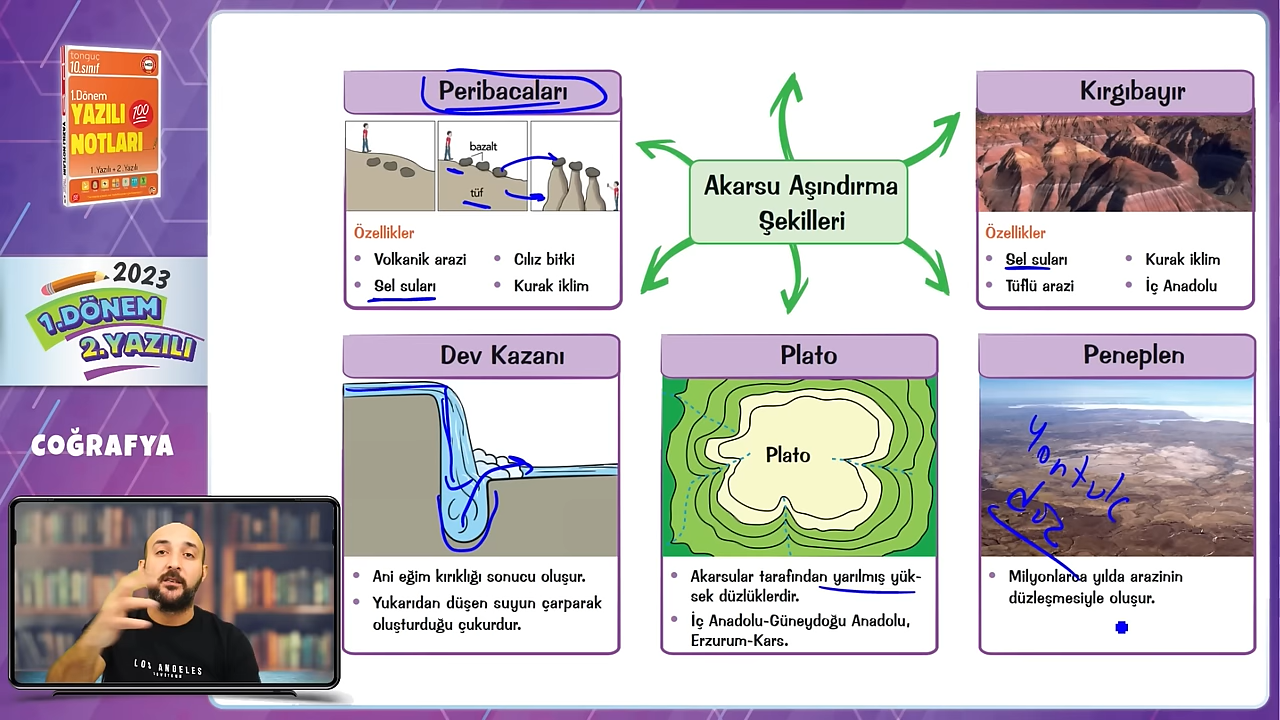 tonguç
10.sınıf
1.Dönem
YAZILI
100
NOTLARI
1.Yazılı + 2.Yazılı
YAZILI NOTLARI
2023
1.DÖNEM
2.YAZILI
COĞRAFYA
LOS ANGELES
Peribacaları
bazalt
tüf
Özellikler
Volkanik arazi
Cılız bitki
Sel suları
Kurak iklim
Akarsu Aşındırma
Şekilleri
Kırgıbayır
Özellikler
Sel suları
Kurak iklim
Tüflü arazi
İç Anadolu
Dev Kazanı
Ani eğim kırıklığı sonucu oluşur.
Yukarıdan düşen suyun çarparak
oluşturduğu çukurdur.
Plato
Plato
Akarsular tarafından yarılmış yük-
sek düzlüklerdir.
İç Anadolu-Güneydoğu Anadolu,
Erzurum-Kars.
Peneplen
Yontuk
düz
Milyonlarca yılda arazinin
düzleşmesiyle oluşur.